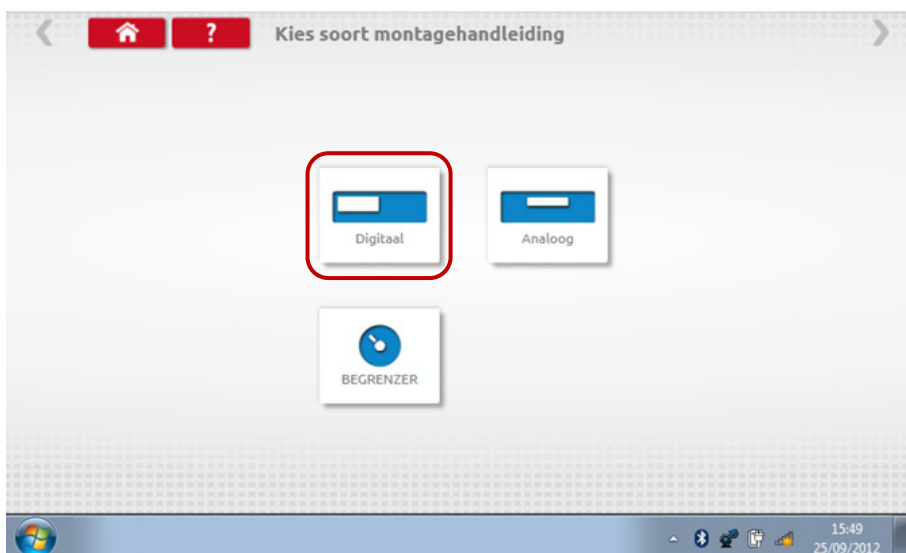 ? Kies soort montagehandleiding
Digitaal
Analoog
BEGRENZER
15:49
25/09/2012